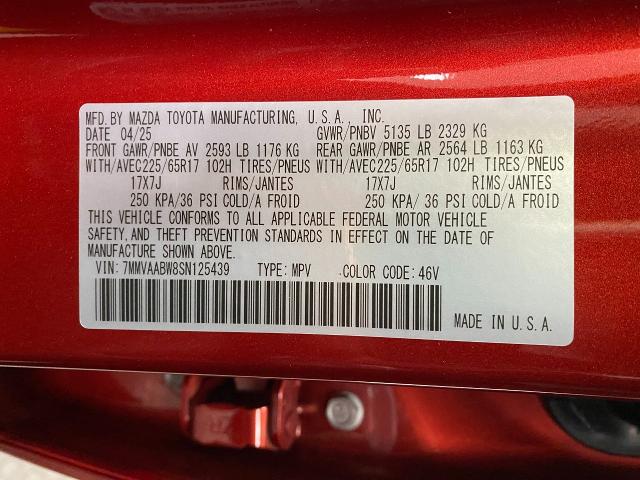 MFD. BY MAZDA TOYOTA MANUFACTURING, U.S.A., INC.
DATE 04/25 GVWR/PNBV 5135 LB 2329 KG
FRONT GAWR/PNBE AV 2593 LB 1176 KG REAR GAWR/PNBE AR 2564 LB 1163 KG
WITH/AVEC225/65R17 102H TIRES/PNEUS WITH/AVEC225/65R17 102H TIRES/PNEUS
17X7J RIMS/JANTES 17X7J RIMS/JANTES
250 KPA/36 PSI COLD/A FROID 250 KPA/ 36 PSI COLD/A FROID
THIS VEHICLE CONFORMS TO ALL APPLICABLE FEDERAL MOTOR VEHICLE
SAFETY,AND THEFT PREVENTION STANDARDS IN EFFECT ON THE DATE OF
MANUFACTURE SHOWN ABOVE.
VIN: 7MMVAABW8SN125439 TYPE: MPV COLOR CODE: 46V
MADE IN U.S.A.